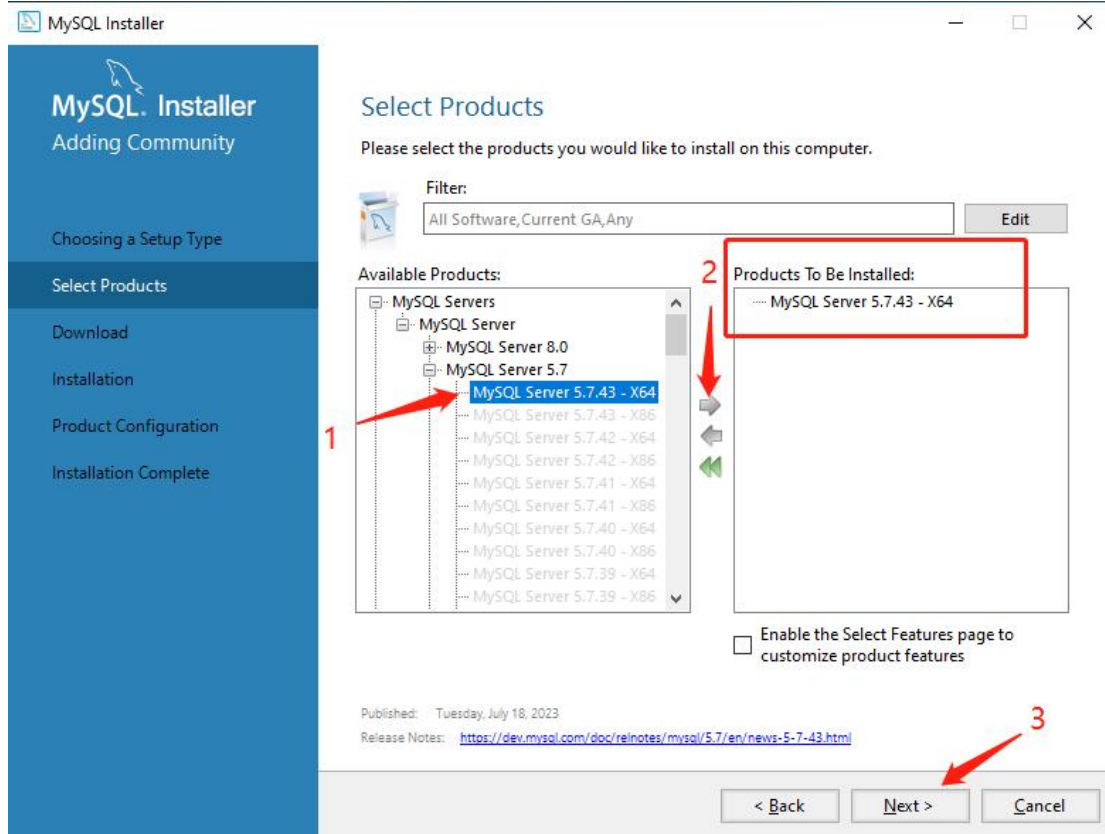 MySQL Installer
MySQL. Installer
Adding Community
Choosing a Setup Type
Select Products
Download
Installation
Product Configuration
Installation Complete
Select Products
Please select the products you would like to install on this computer.
Filter:
All Software,Current GA,Any
Edit
Available Products:
2
Products To Be Installed:
MySQL Servers
MySQL Server
MySQL Server 8.0
MySQL Server 5.7
MySQL Server 5.7.43 - X64
MySQL Server 5.7.43 - X86
MySQL Server 5.7.42 - X64
MySQL Server 5.7.42 - X86
MySQL Server 5.7.41 - X64
MySQL Server 5.7.41 - X86
MySQL Server 5.7.40 - X64
MySQL Server 5.7.40 - X86
MySQL Server 5.7.39 - X64
MySQL Server 5.7.39 - X86
1
MySQL Server 5.7.43 - X64
Enable the Select Features page to
customize product features
Published: Tuesday, July 18, 2023
Release Notes: https://dev.mysql.com/doc/relnotes/mysql/5.7/en/news-5-7-43.html
3
< Back
Next >
Cancel